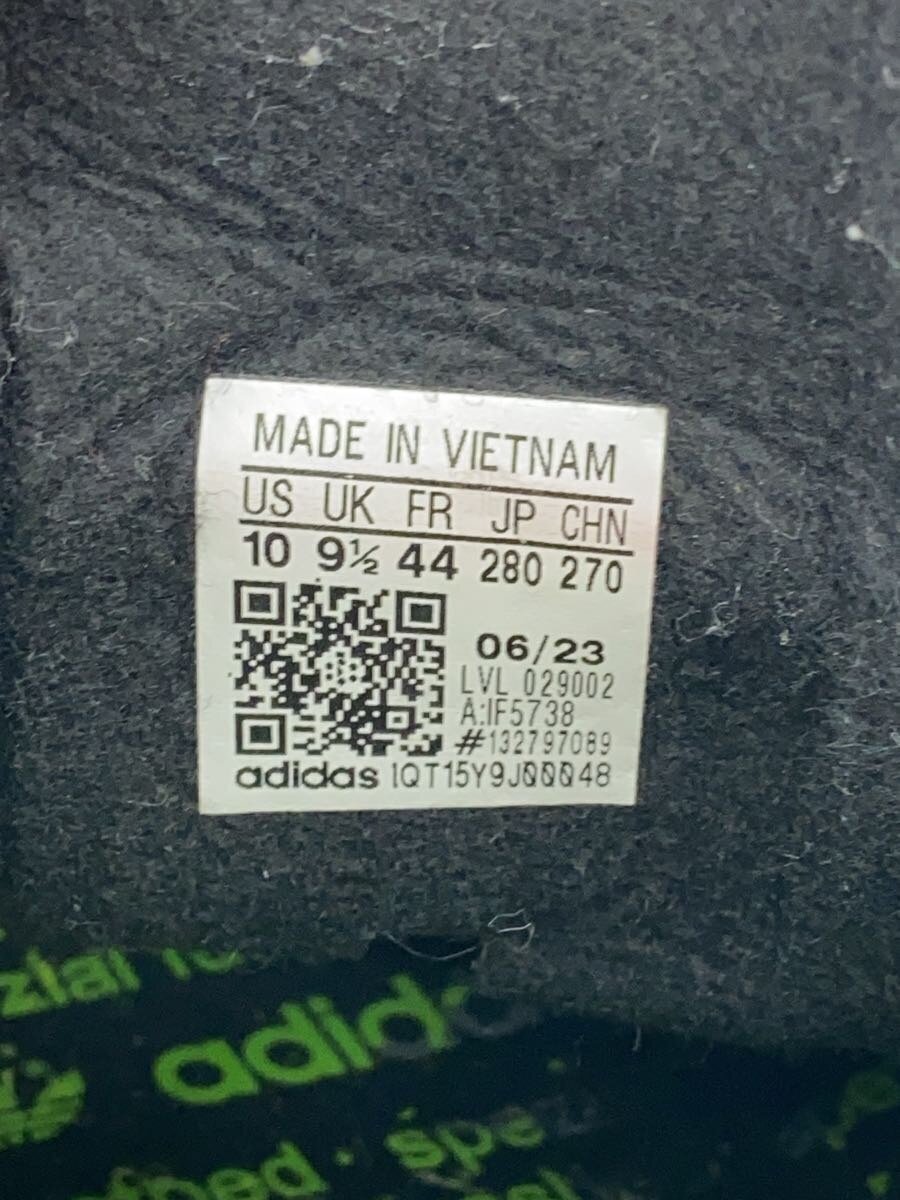 MADE IN VIETNAM
US UK FR JP CHN
10 9½ 44 280 270
06/23
LVL 029002
A:IF5738
#132797089
adidas 1QT15Y9J00048
adidas